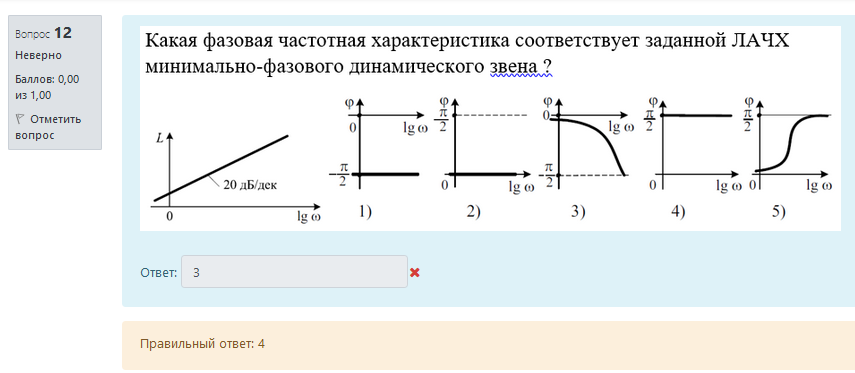 Вопрос 12
Неверно
Баллов: 0,00
из 1,00
Отметить
вопрос
Какая фазовая частотная характеристика соответствует заданной ЛАЧХ
минимально-фазового динамического звена ?
L
20 дБ/дек
0
lg ω
φ
0
lg ω
-π/2
1)
φ
π/2
0
lg ω
2)
φ
0
lg ω
-π/2
3)
φ
π/2
0
lg ω
4)
φ
π/2
0
lg ω
5)
Ответ: 3
Правильный ответ: 4